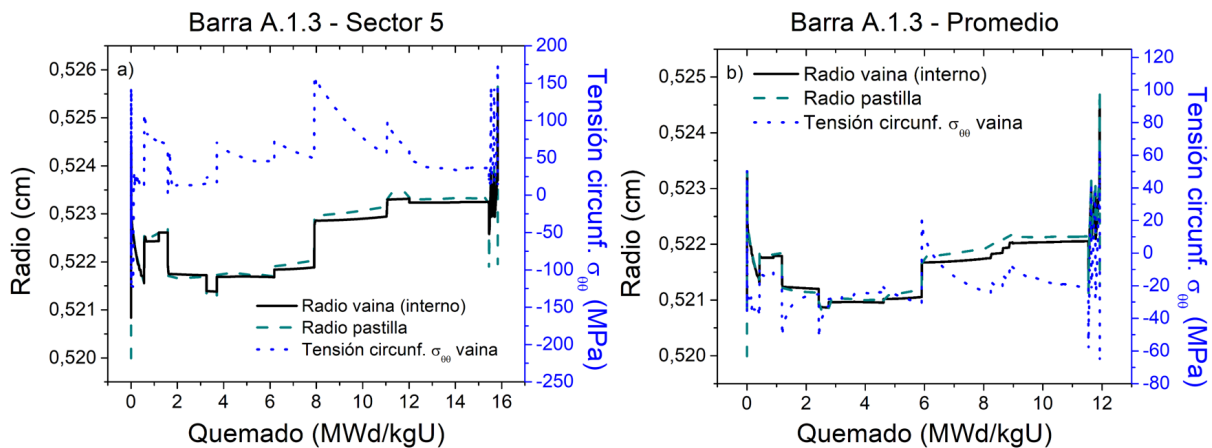 Barra A.1.3 - Sector 5
a)
0,526
0,525
0,524
0,523
0,522
0,521
0,520
Radio (cm)
200
150
100
50
0
-50
-100
-150
-200
-250
Tensión circunf. σθθ (MPa)
Radio vaina (interno)
Radio pastilla
Tensión circunf. σθθ vaina
0 2 4 6 8 10 12 14 16
Quemado (MWd/kgU)
Barra A.1.3 - Promedio
b)
Radio vaina (interno)
Radio pastilla
Tensión circunf. σθθ vaina
0,525
0,524
0,523
0,522
0,521
0,520
Radio (cm)
120
100
80
60
40
20
0
-20
-40
-60
-80
Tensión circunf. σθθ (MPa)
0 2 4 6 8 10 12
Quemado (MWd/kgU)